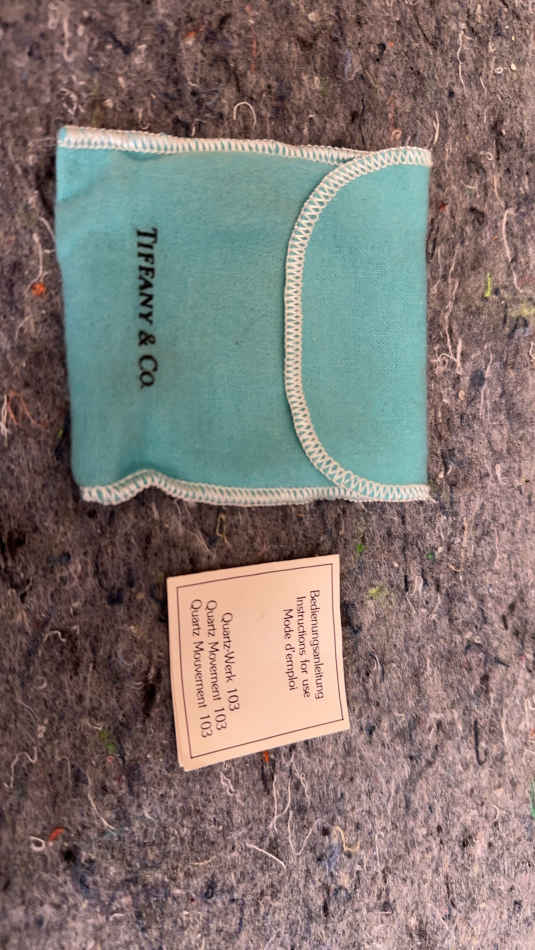 TIFFANY & CO.
Bedienungsanleitung
Instructions for use
Mode d'emploi
Quartz-Werk 103
Quartz Movement 103
Quartz Mouvement 103